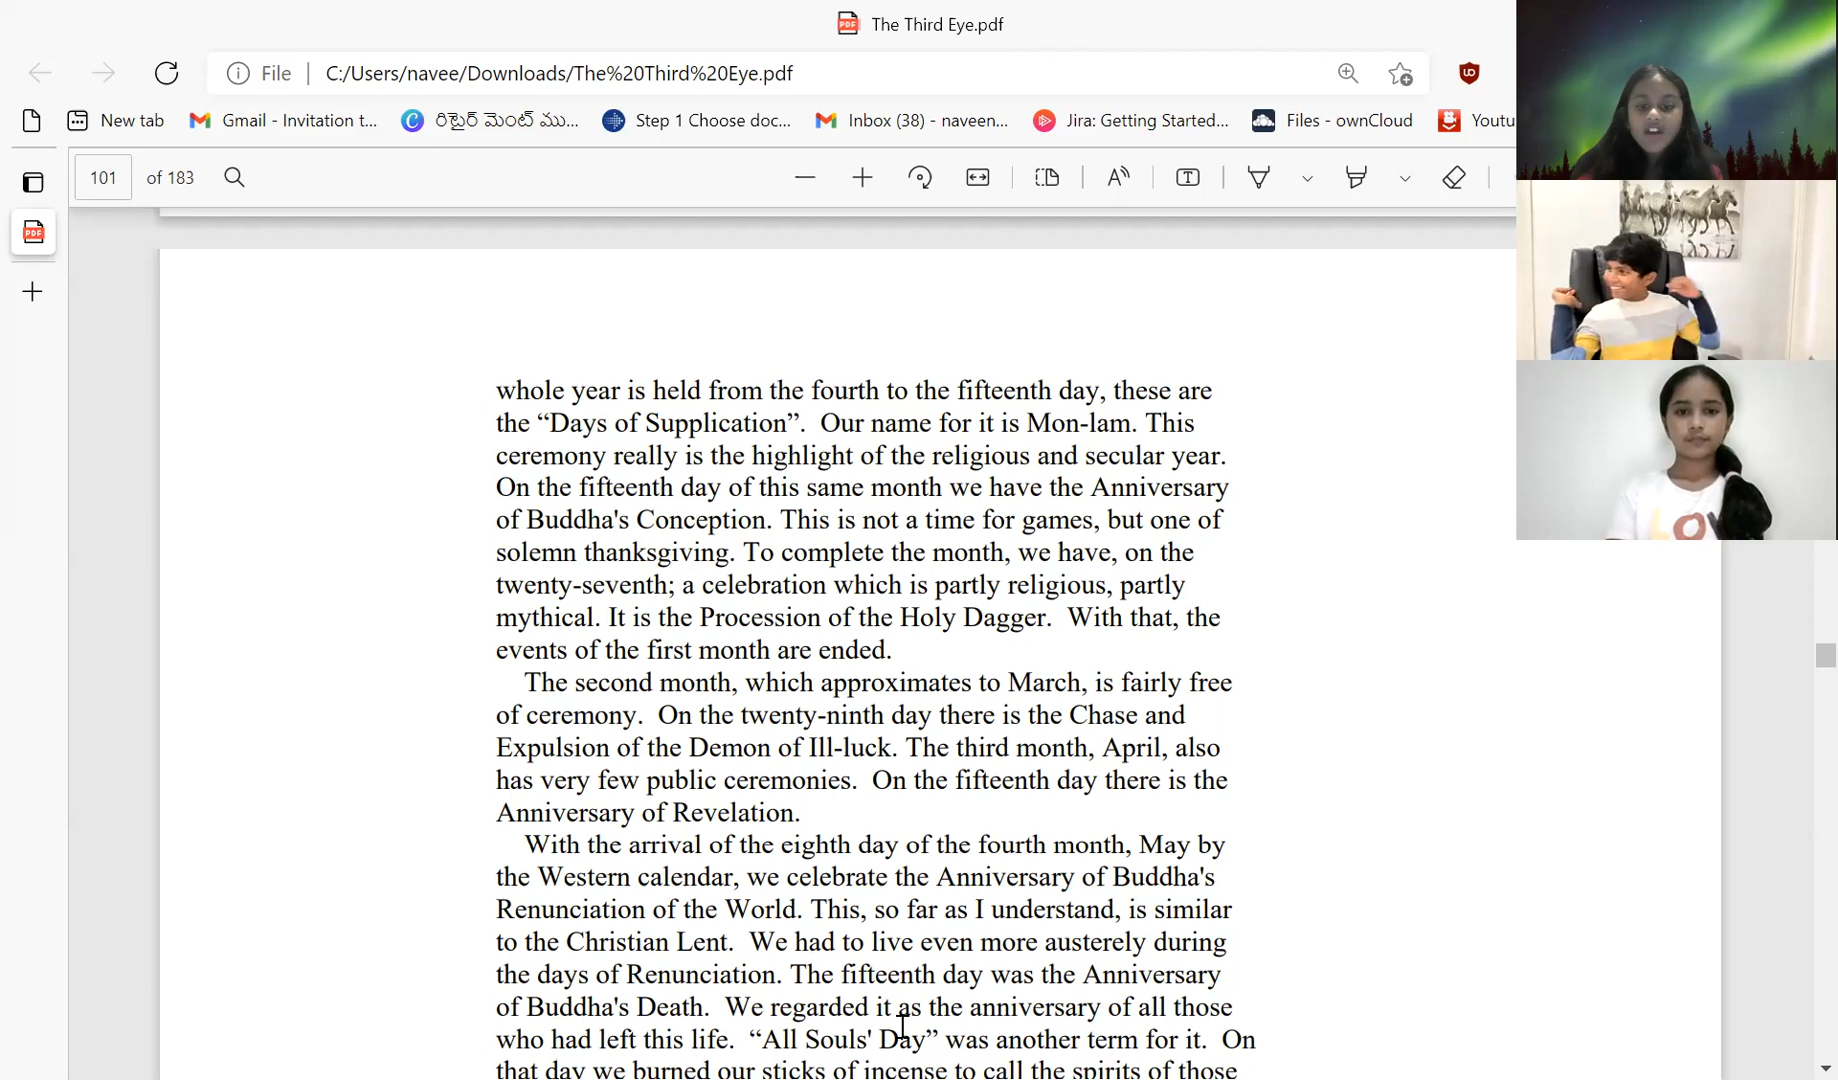 The Third Eye.pdf
File
C:/Users/navee/Downloads/The%20Third%20Eye.pdf
New tab
Gmail - Invitation t...
రిటైర్ మెంట్ ము...
Step 1 Choose doc...
Inbox (38) - naveen...
Jira: Getting Started...
Files - ownCloud
Youtu
101 of 183
whole year is held from the fourth to the fifteenth day, these are
the “Days of Supplication”. Our name for it is Mon-lam. This
ceremony really is the highlight of the religious and secular year.
On the fifteenth day of this same month we have the Anniversary
of Buddha's Conception. This is not a time for games, but one of
solemn thanksgiving. To complete the month, we have, on the
twenty-seventh; a celebration which is partly religious, partly
mythical. It is the Procession of the Holy Dagger. With that, the
events of the first month are ended.
The second month, which approximates to March, is fairly free
of ceremony. On the twenty-ninth day there is the Chase and
Expulsion of the Demon of Ill-luck. The third month, April, also
has very few public ceremonies. On the fifteenth day there is the
Anniversary of Revelation.
With the arrival of the eighth day of the fourth month, May by
the Western calendar, we celebrate the Anniversary of Buddha's
Renunciation of the World. This, so far as I understand, is similar
to the Christian Lent. We had to live even more austerely during
the days of Renunciation. The fifteenth day was the Anniversary
of Buddha's Death. We regarded it as the anniversary of all those
who had left this life. “All Souls' Day” was another term for it. On
that day we burned our sticks of incense to call the spirits of those